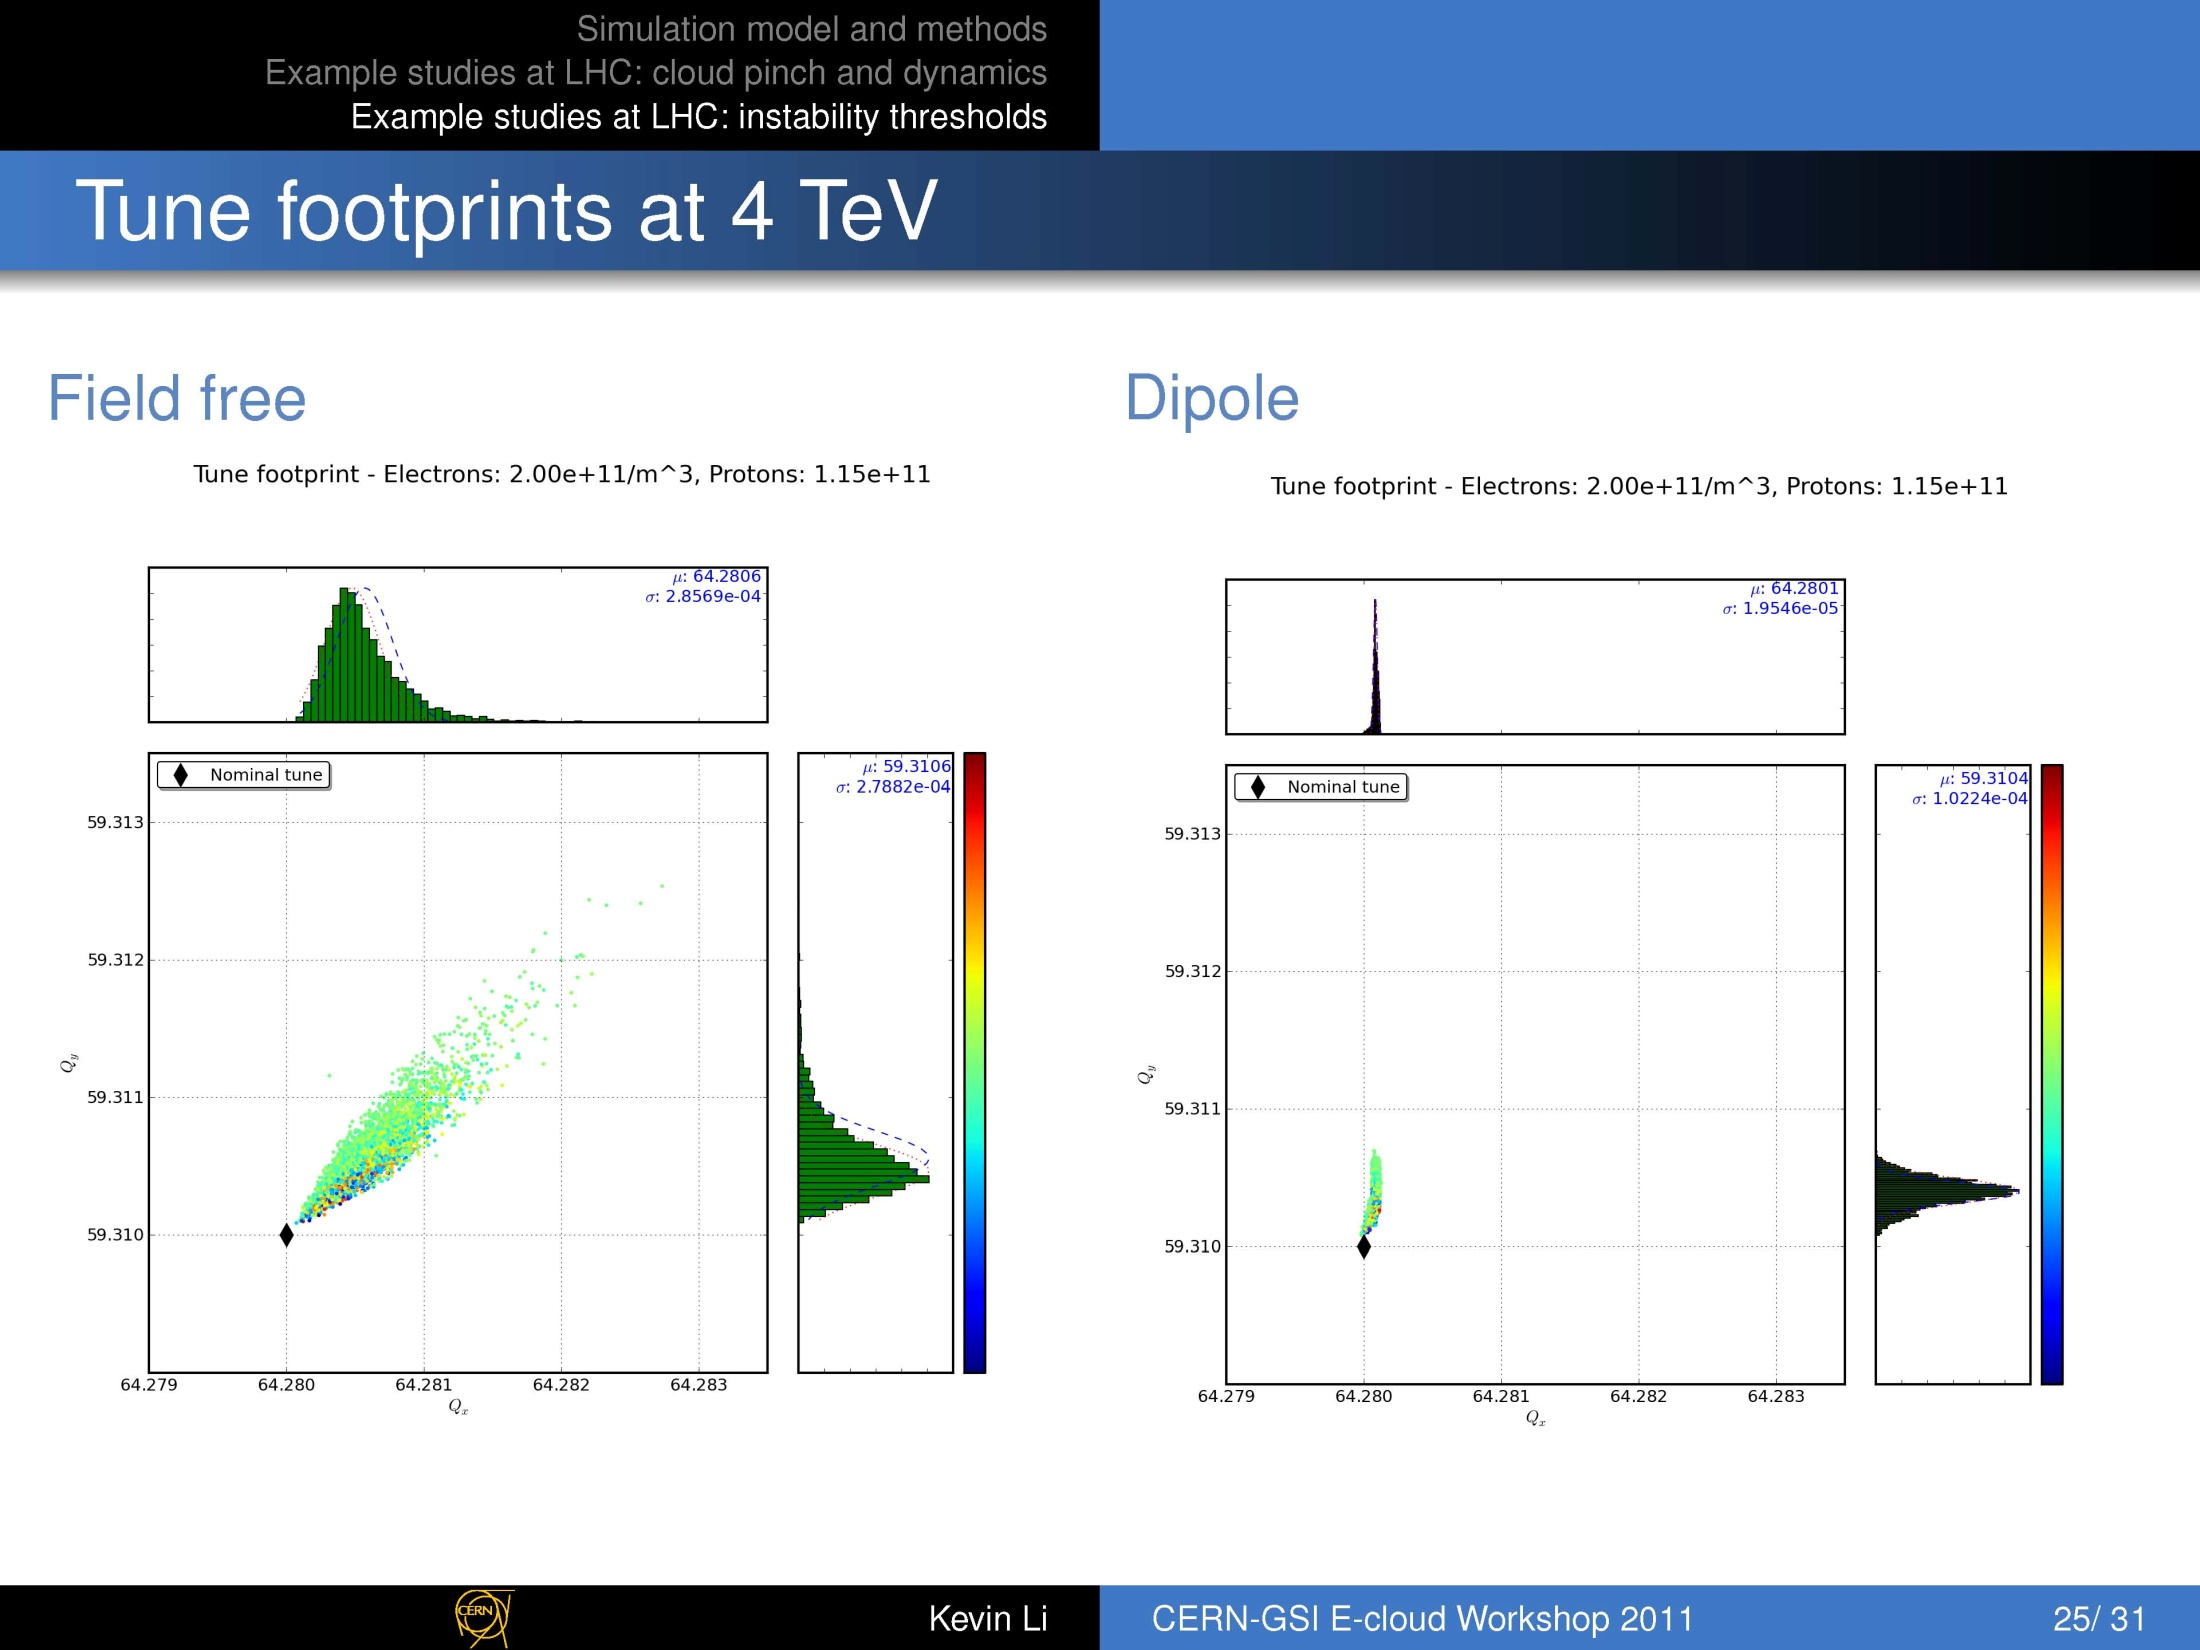 Simulation model and methods
Example studies at LHC: cloud pinch and dynamics
Example studies at LHC: instability thresholds
Tune footprints at 4 TeV
Field free
Tune footprint - Electrons: 2.00e+11/m^3, Protons: 1.15e+11
μ: 64.2806
σ: 2.8569e-04
Nominal tune
μ: 59.3106
σ: 2.7882e-04
59.313
59.312
59.311
59.310
Q_y
64.279 64.280 64.281 64.282 64.283
Q_x
Dipole
Tune footprint - Electrons: 2.00e+11/m^3, Protons: 1.15e+11
μ: 64.2801
σ: 1.9546e-05
Nominal tune
μ: 59.3104
σ: 1.0224e-04
59.313
59.312
59.311
59.310
Q_y
64.279 64.280 64.281 64.282 64.283
Q_x
CERN
Kevin Li
CERN-GSI E-cloud Workshop 2011
25/ 31